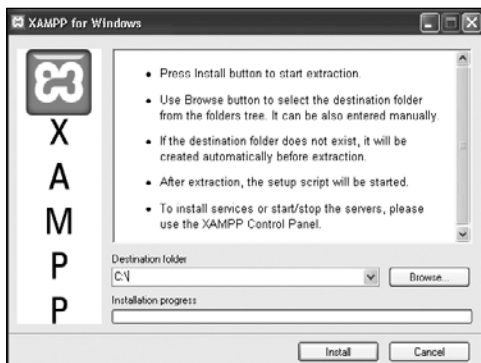 XAMPP for Windows
X
A
M
P
P
• Press Install button to start extraction.
• Use Browse button to select the destination folder
from the folders tree. It can be also entered manually.
• If the destination folder does not exist, it will be
created automatically before extraction.
• After extraction, the setup script will be started.
• To install services or start/stop the servers, please
use the XAMPP Control Panel.
Destination folder
C:\
Browse...
Installation progress
Install
Cancel